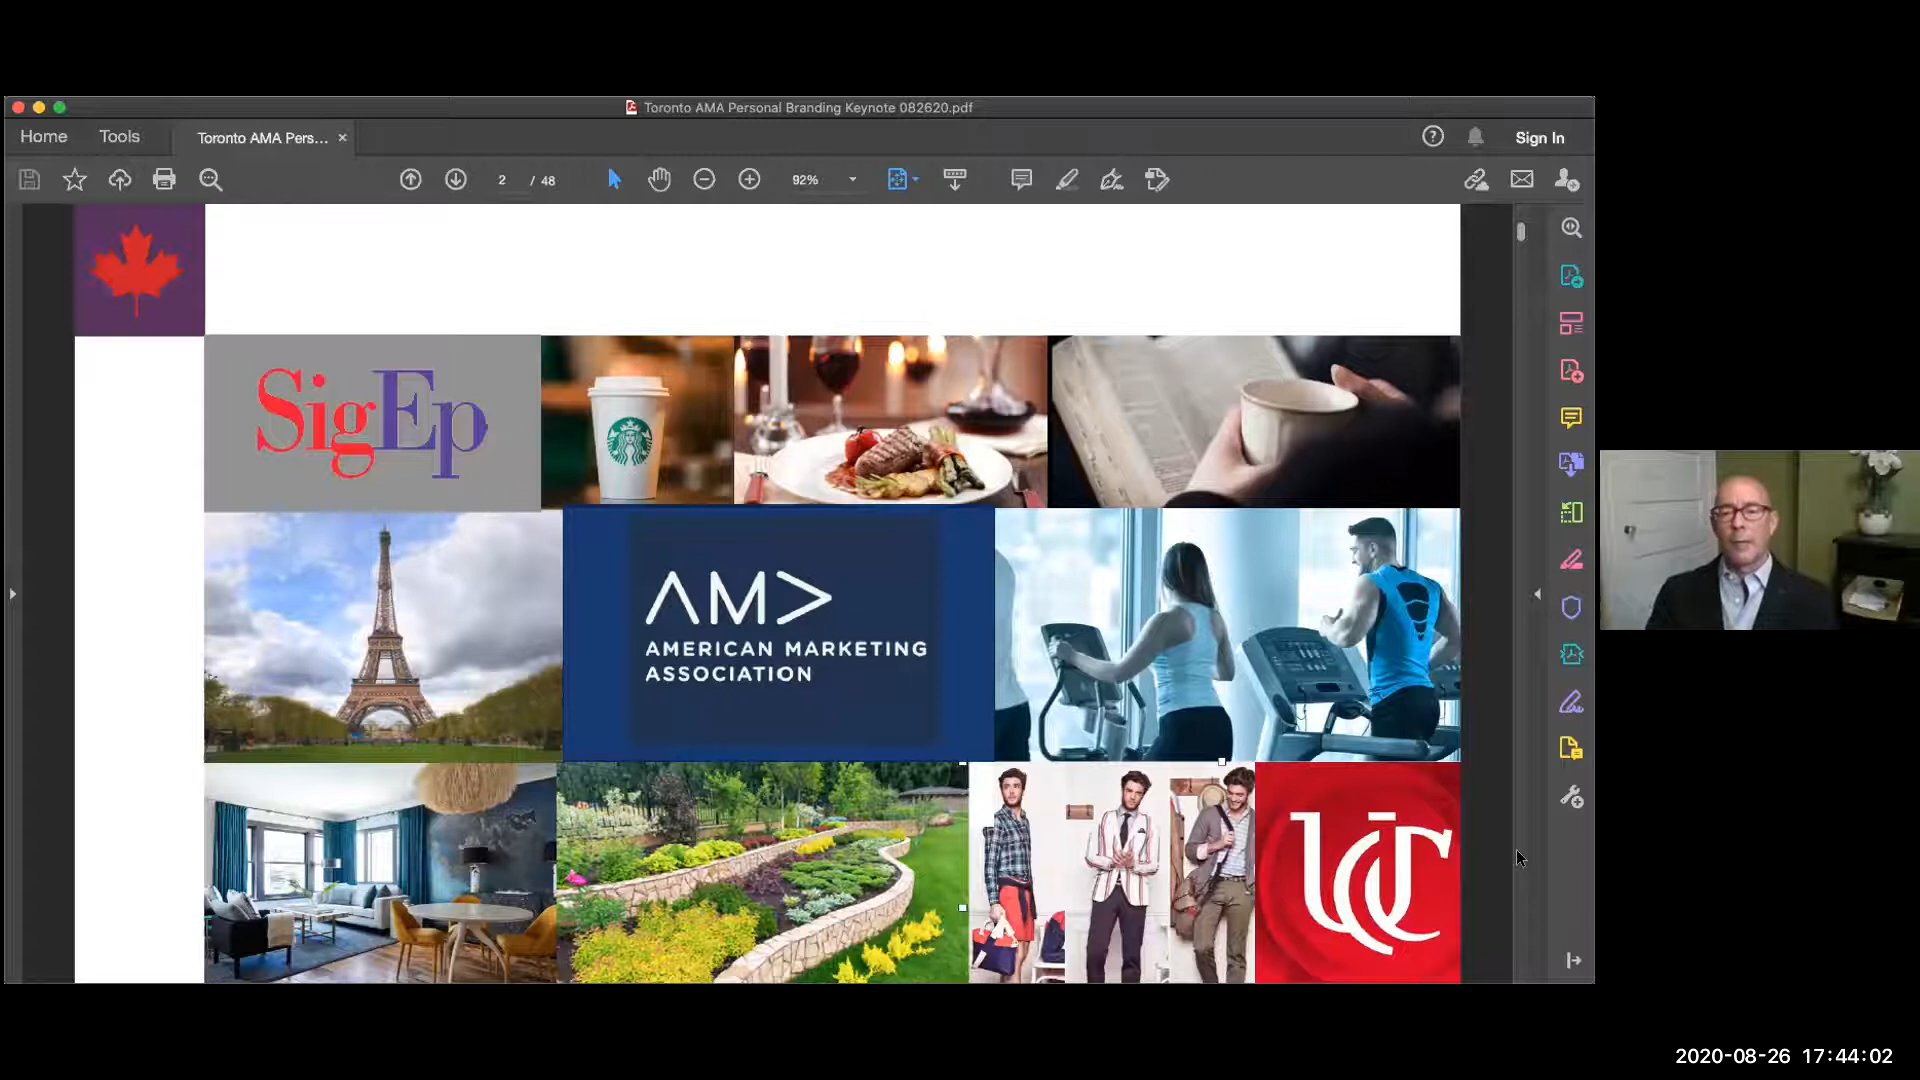 Toronto AMA Personal Branding Keynote 082620.pdf
Home Tools Toronto AMA Pers... × Sign In
2 / 48 92%
SigEp
AMA
AMERICAN MARKETING
ASSOCIATION
UC
2020-08-26 17:44:02